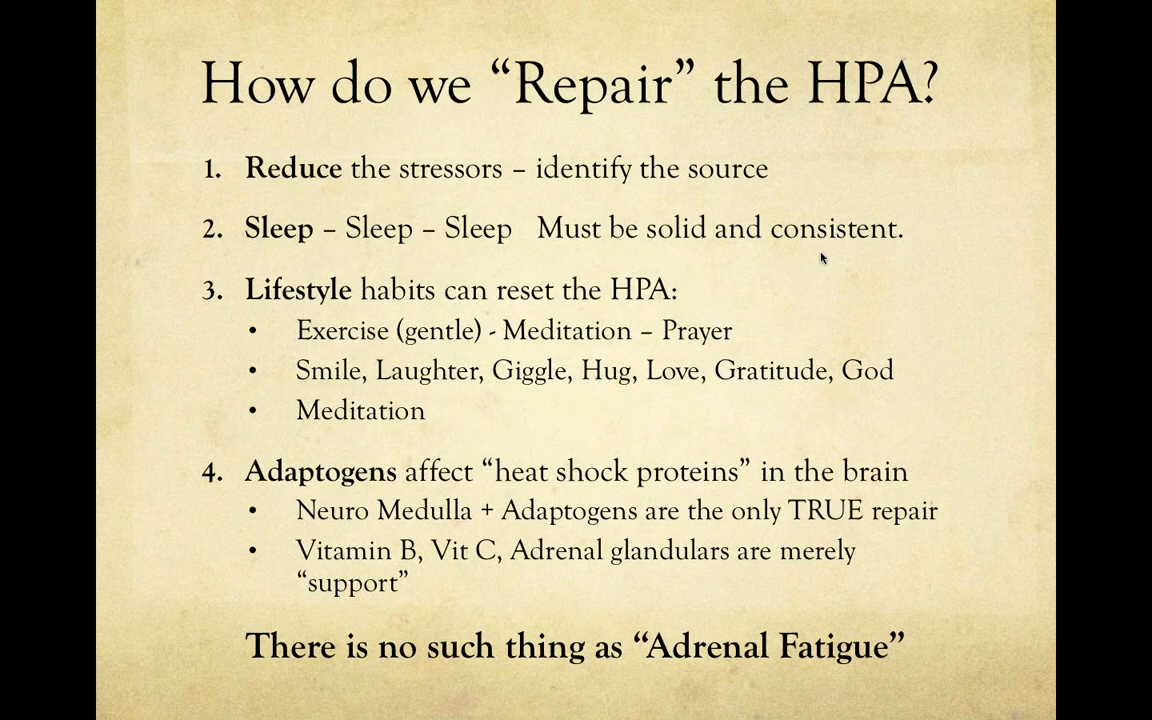 How do we “Repair” the HPA?
1. Reduce the stressors – identify the source
2. Sleep – Sleep – Sleep Must be solid and consistent.
3. Lifestyle habits can reset the HPA:
• Exercise (gentle) - Meditation – Prayer
• Smile, Laughter, Giggle, Hug, Love, Gratitude, God
• Meditation
4. Adaptogens affect “heat shock proteins” in the brain
• Neuro Medulla + Adaptogens are the only TRUE repair
• Vitamin B, Vit C, Adrenal glandulars are merely
“support”
There is no such thing as “Adrenal Fatigue”